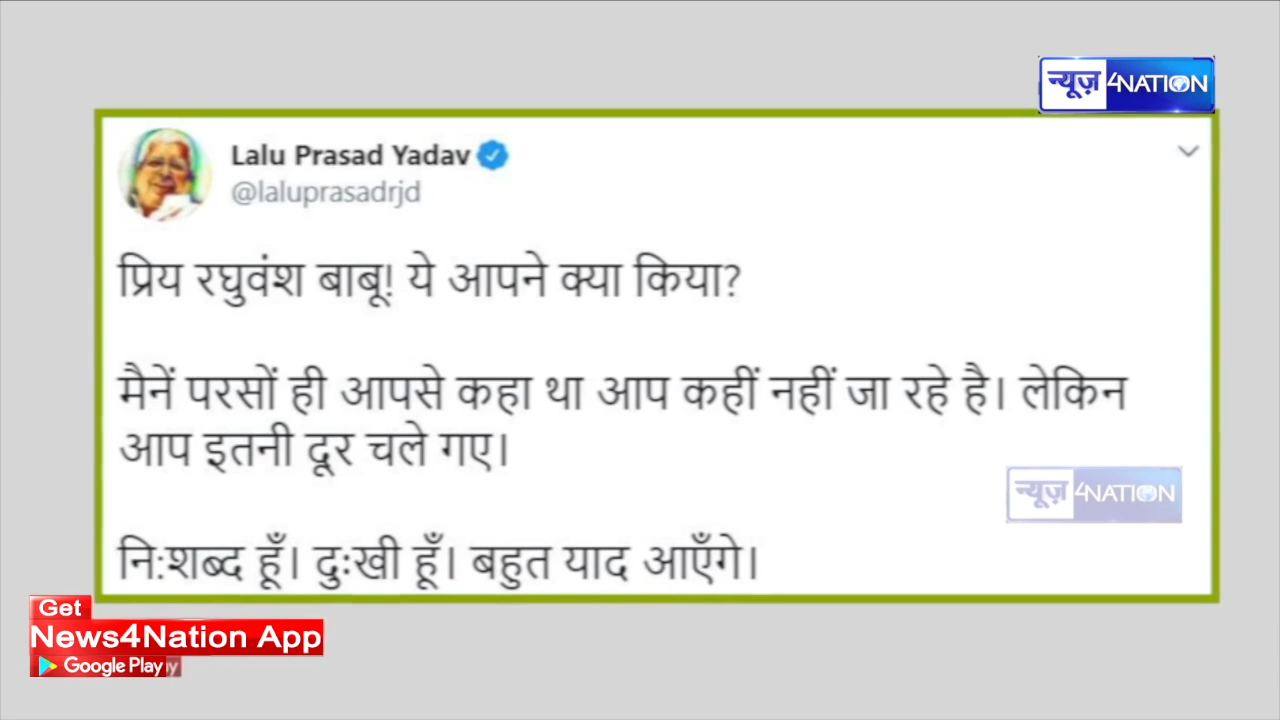 न्यूज़ 4NATION
Lalu Prasad Yadav
@laluprasadrjd
प्रिय रघुवंश बाबू! ये आपने क्या किया?
मैनें परसों ही आपसे कहा था आप कहीं नहीं जा रहे है। लेकिन
आप इतनी दूर चले गए।
न्यूज़ 4NATION
नि:शब्द हूँ। दुःखी हूँ। बहुत याद आएँगे।
Get
News4Nation App
Google Play